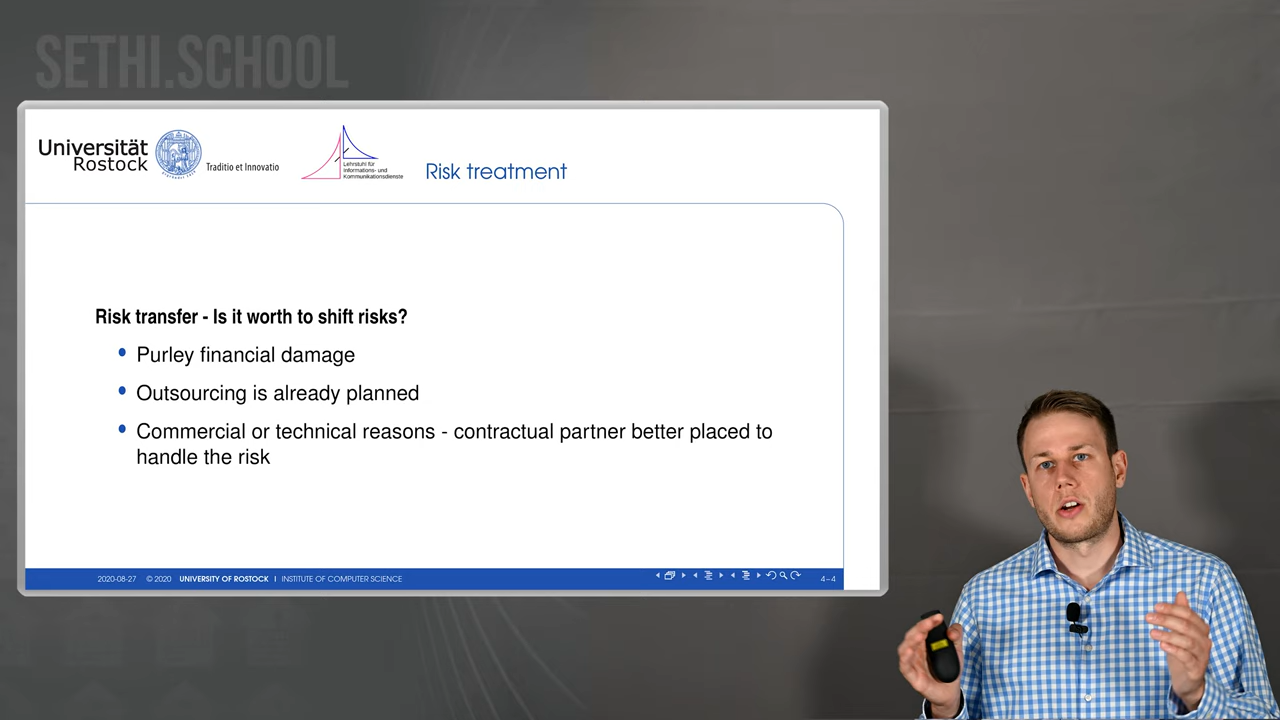 SETHI.SCHOOL
Universität
Rostock
Traditio et Innovatio
Lehrstuhl für
Informations- und
Kommunikationsdienste
Risk treatment
Risk transfer - Is it worth to shift risks?
Purley financial damage
Outsourcing is already planned
Commercial or technical reasons - contractual partner better placed to
handle the risk
2020-08-27 © 2020 UNIVERSITY OF ROSTOCK | INSTITUTE OF COMPUTER SCIENCE
4–4